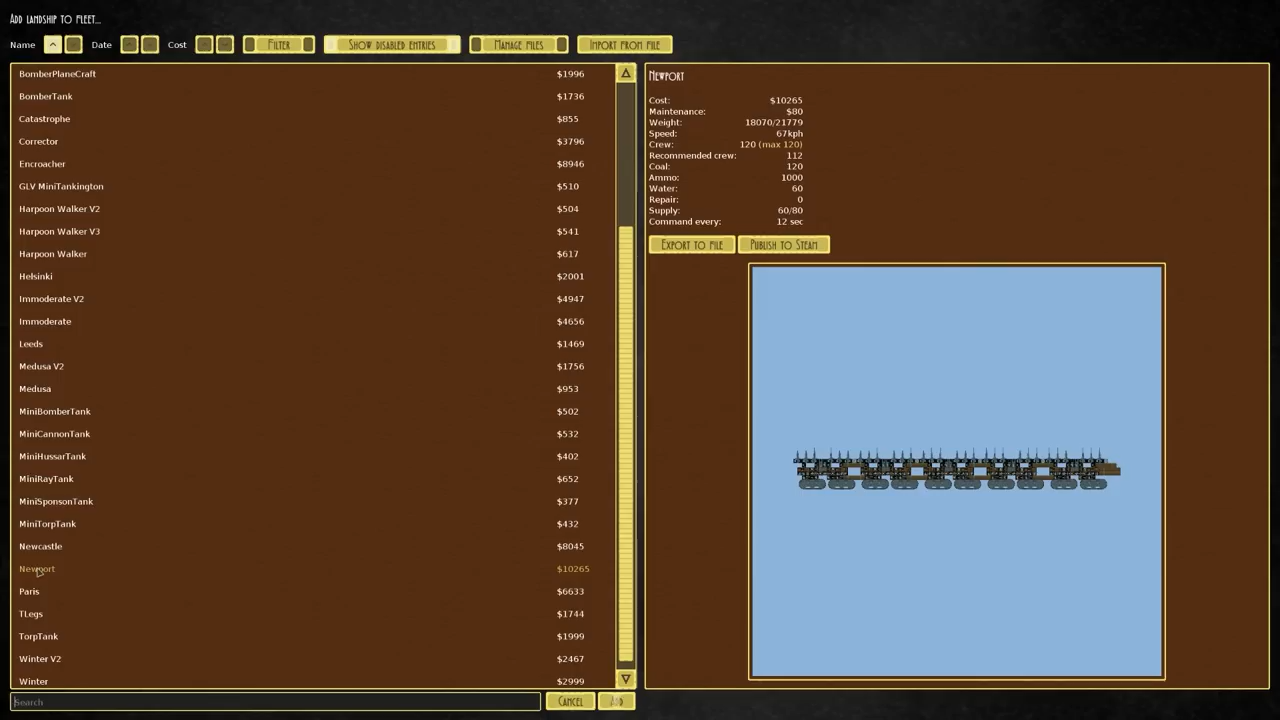 Add landship to fleet...
Name Date Cost Filter Show disabled entries Manage files Import from file
BomberPlaneCraft $1996
BomberTank $1736
Catastrophe $855
Corrector $3796
Encroacher $8946
GLV MiniTankington $510
Harpoon Walker V2 $504
Harpoon Walker V3 $541
Harpoon Walker $617
Helsinki $2001
Immoderate V2 $4947
Immoderate $4656
Leeds $1469
Medusa V2 $1756
Medusa $953
MiniBomberTank $502
MiniCannonTank $532
MiniHussarTank $402
MiniRayTank $652
MiniSponsonTank $377
MiniTorpTank $432
Newcastle $8045
Newport $10265
Paris $6633
TLegs $1744
TorpTank $1999
Winter V2 $2467
Winter $2999
Search Cancel Add
Newport
Cost: $10265
Maintenance: $80
Weight: 18070/21779
Speed: 67kph
Crew: 120 (max 120)
Recommended crew: 112
Coal: 120
Ammo: 1000
Water: 60
Repair: 0
Supply: 60/80
Command every: 12 sec
Export to file Publish to Steam